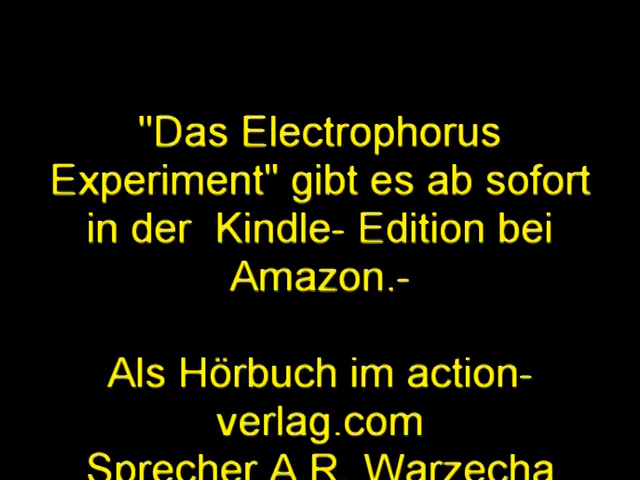 "Das Electrophorus
Experiment" gibt es ab sofort
in der  Kindle- Edition bei
Amazon.-
Als Hörbuch im action-
verlag.com
Sprecher A.R. Warzecha